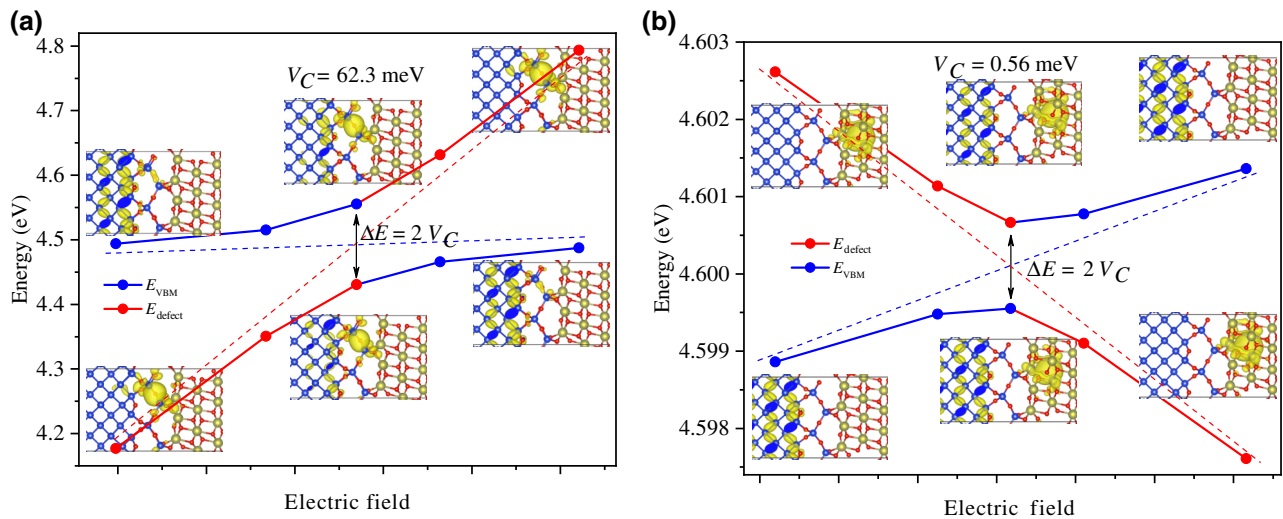 (a)
4.8
4.7
4.6
4.5
4.4
4.3
4.2
Energy (eV)
V_C = 62.3 meV
ΔE = 2 V_C
E_VBM
E_defect
Electric field
(b)
4.603
4.602
4.601
4.600
4.599
4.598
Energy (eV)
V_C = 0.56 meV
E_defect
E_VBM
ΔE = 2 V_C
Electric field